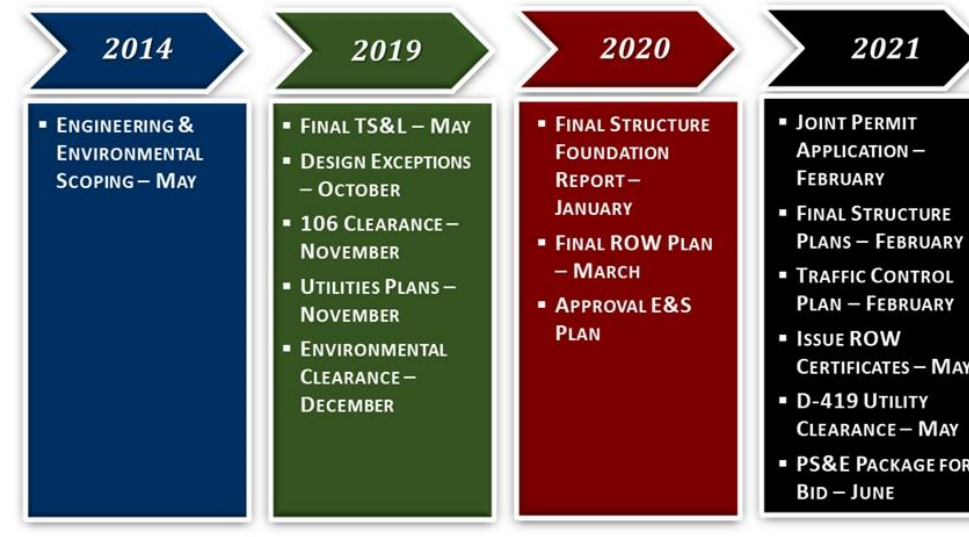 2014
ENGINEERING &
ENVIRONMENTAL
SCOPING – MAY
2019
FINAL TS&L – MAY
DESIGN EXCEPTIONS
– OCTOBER
106 CLEARANCE –
NOVEMBER
UTILITIES PLANS –
NOVEMBER
ENVIRONMENTAL
CLEARANCE –
DECEMBER
2020
FINAL STRUCTURE
FOUNDATION
REPORT –
JANUARY
FINAL ROW PLAN
– MARCH
APPROVAL E&S
PLAN
2021
JOINT PERMIT
APPLICATION –
FEBRUARY
FINAL STRUCTURE
PLANS – FEBRUARY
TRAFFIC CONTROL
PLAN – FEBRUARY
ISSUE ROW
CERTIFICATES – MAY
D-419 UTILITY
CLEARANCE – MAY
PS&E PACKAGE FOR
BID – JUNE